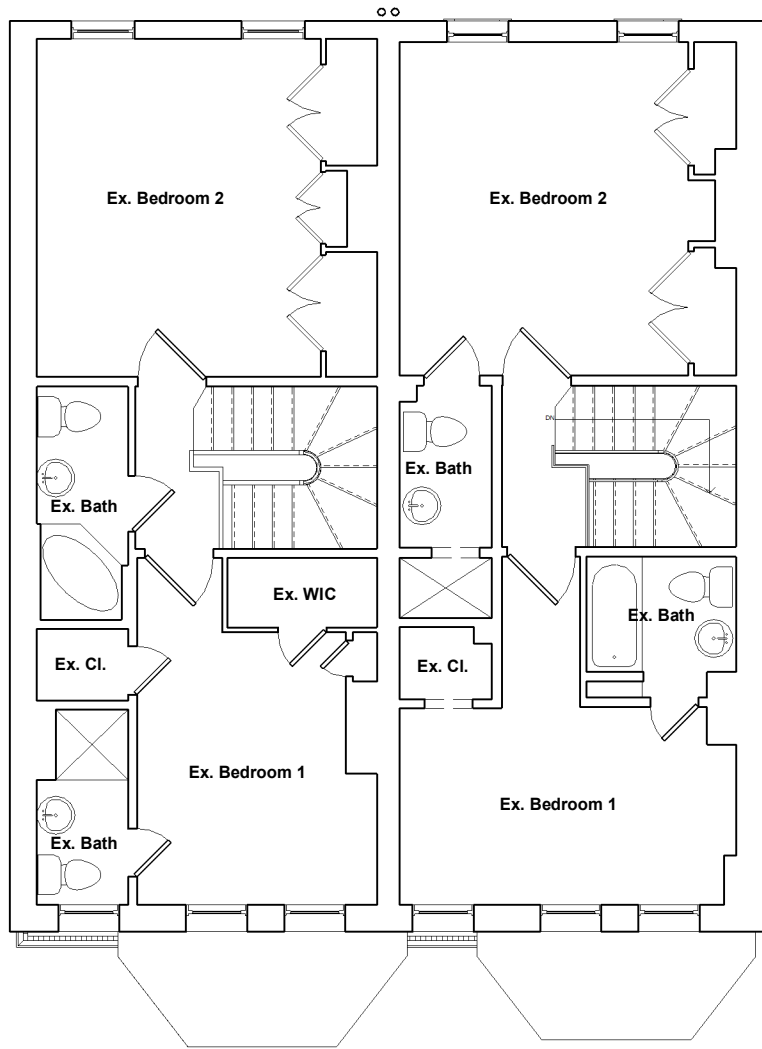 Ex. Bedroom 2
Ex. Bedroom 2
DN
Ex. Bath
Ex. Bath
Ex. WIC
Ex. Bath
Ex. Cl.
Ex. Cl.
Ex. Bedroom 1
Ex. Bedroom 1
Ex. Bath